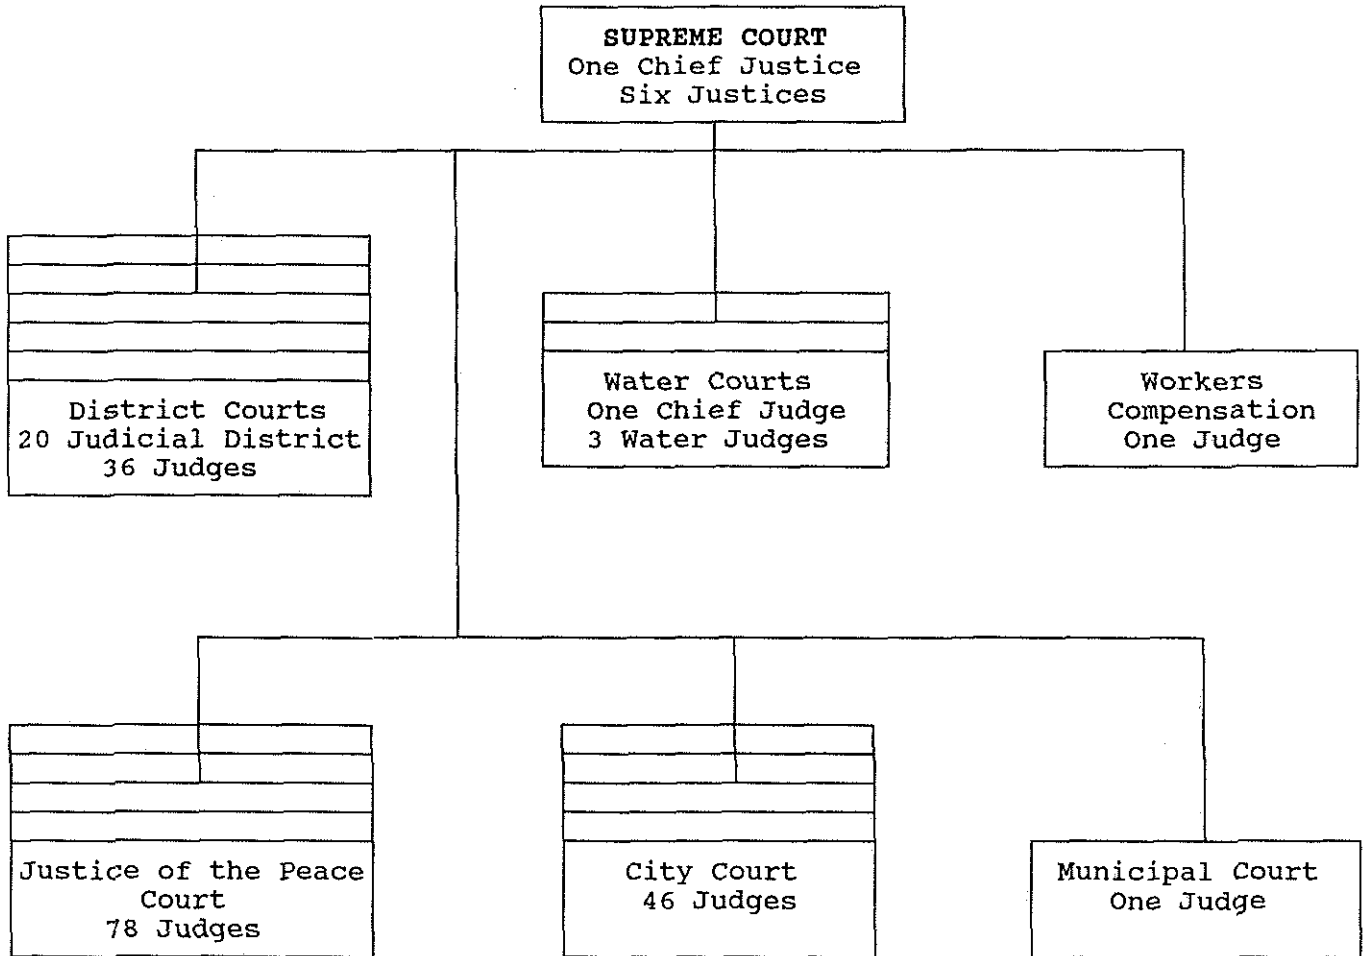 SUPREME COURT
One Chief Justice
Six Justices
District Courts
20 Judicial District
36 Judges
Water Courts
One Chief Judge
3 Water Judges
Workers
Compensation
One Judge
Justice of the Peace
Court
78 Judges
City Court
46 Judges
Municipal Court
One Judge